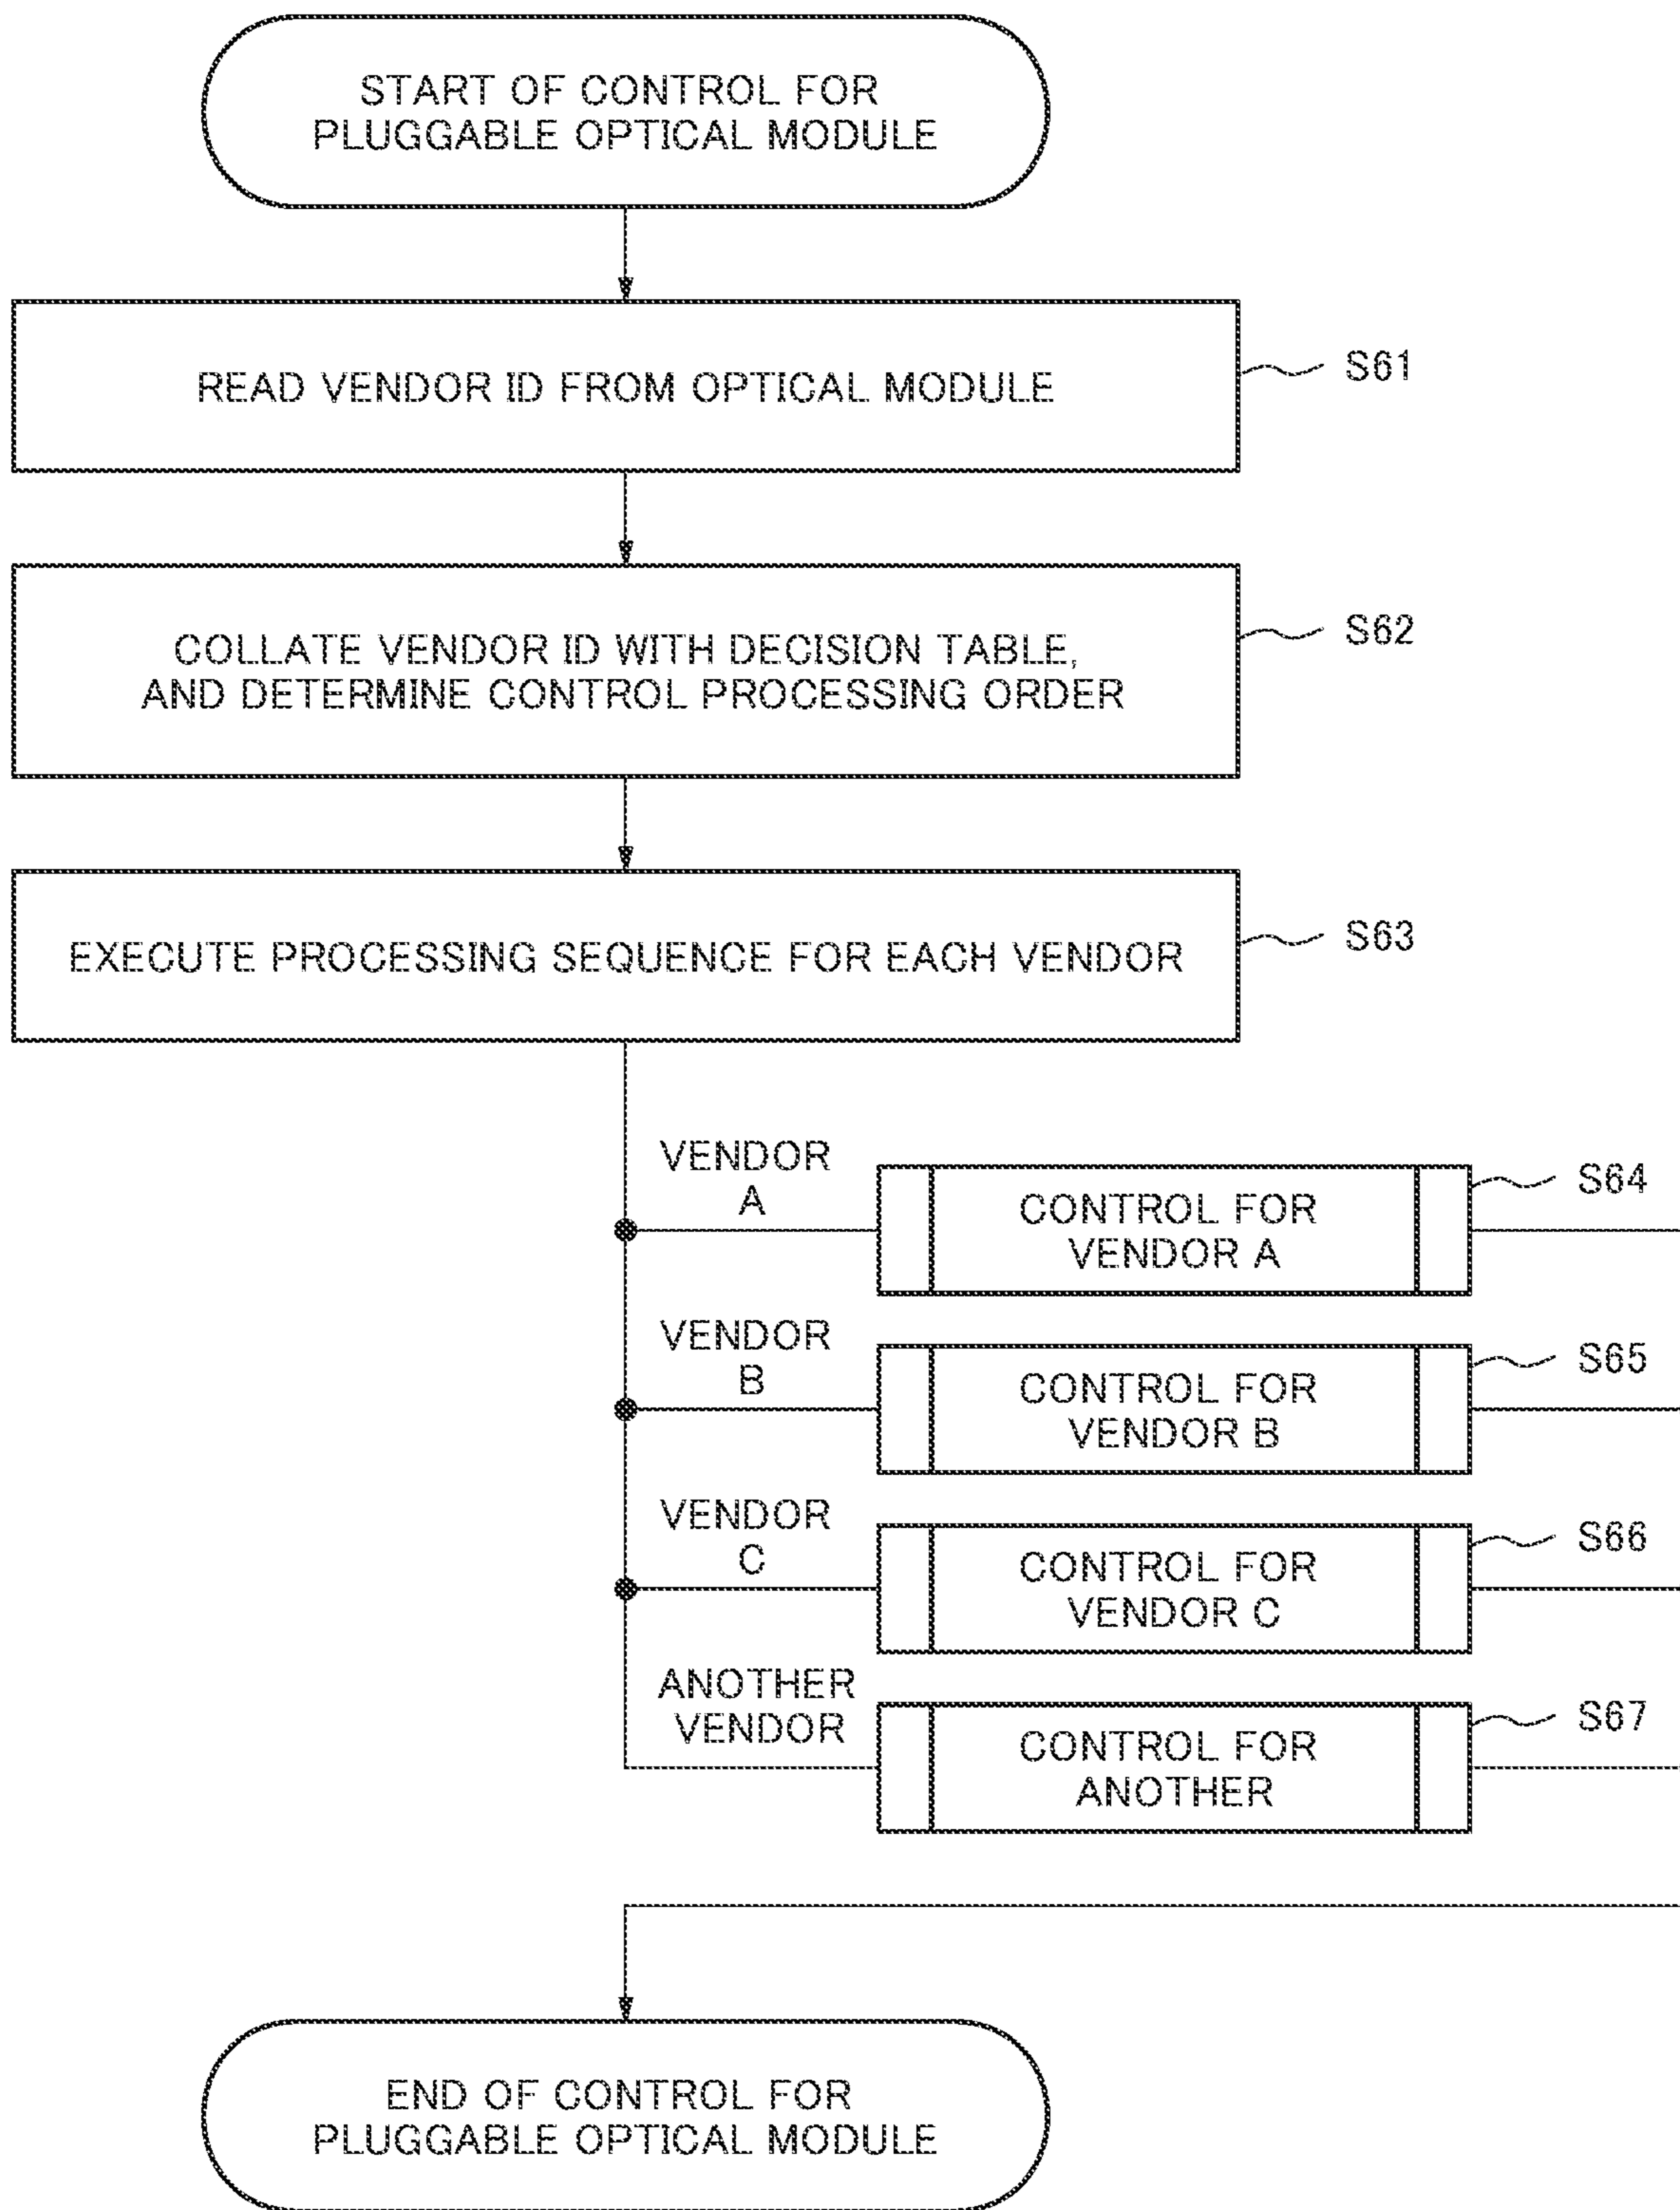 START OF CONTROL FOR
PLUGGABLE OPTICAL MODULE
READ VENDOR ID FROM OPTICAL MODULE
S61
COLLATE VENDOR ID WITH DECISION TABLE,
AND DETERMINE CONTROL PROCESSING ORDER
S62
EXECUTE PROCESSING SEQUENCE FOR EACH VENDOR
S63
VENDOR
A
CONTROL FOR
VENDOR A
S64
VENDOR
B
CONTROL FOR
VENDOR B
S65
VENDOR
C
CONTROL FOR
VENDOR C
S66
ANOTHER
VENDOR
CONTROL FOR
ANOTHER
S67
END OF CONTROL FOR
PLUGGABLE OPTICAL MODULE